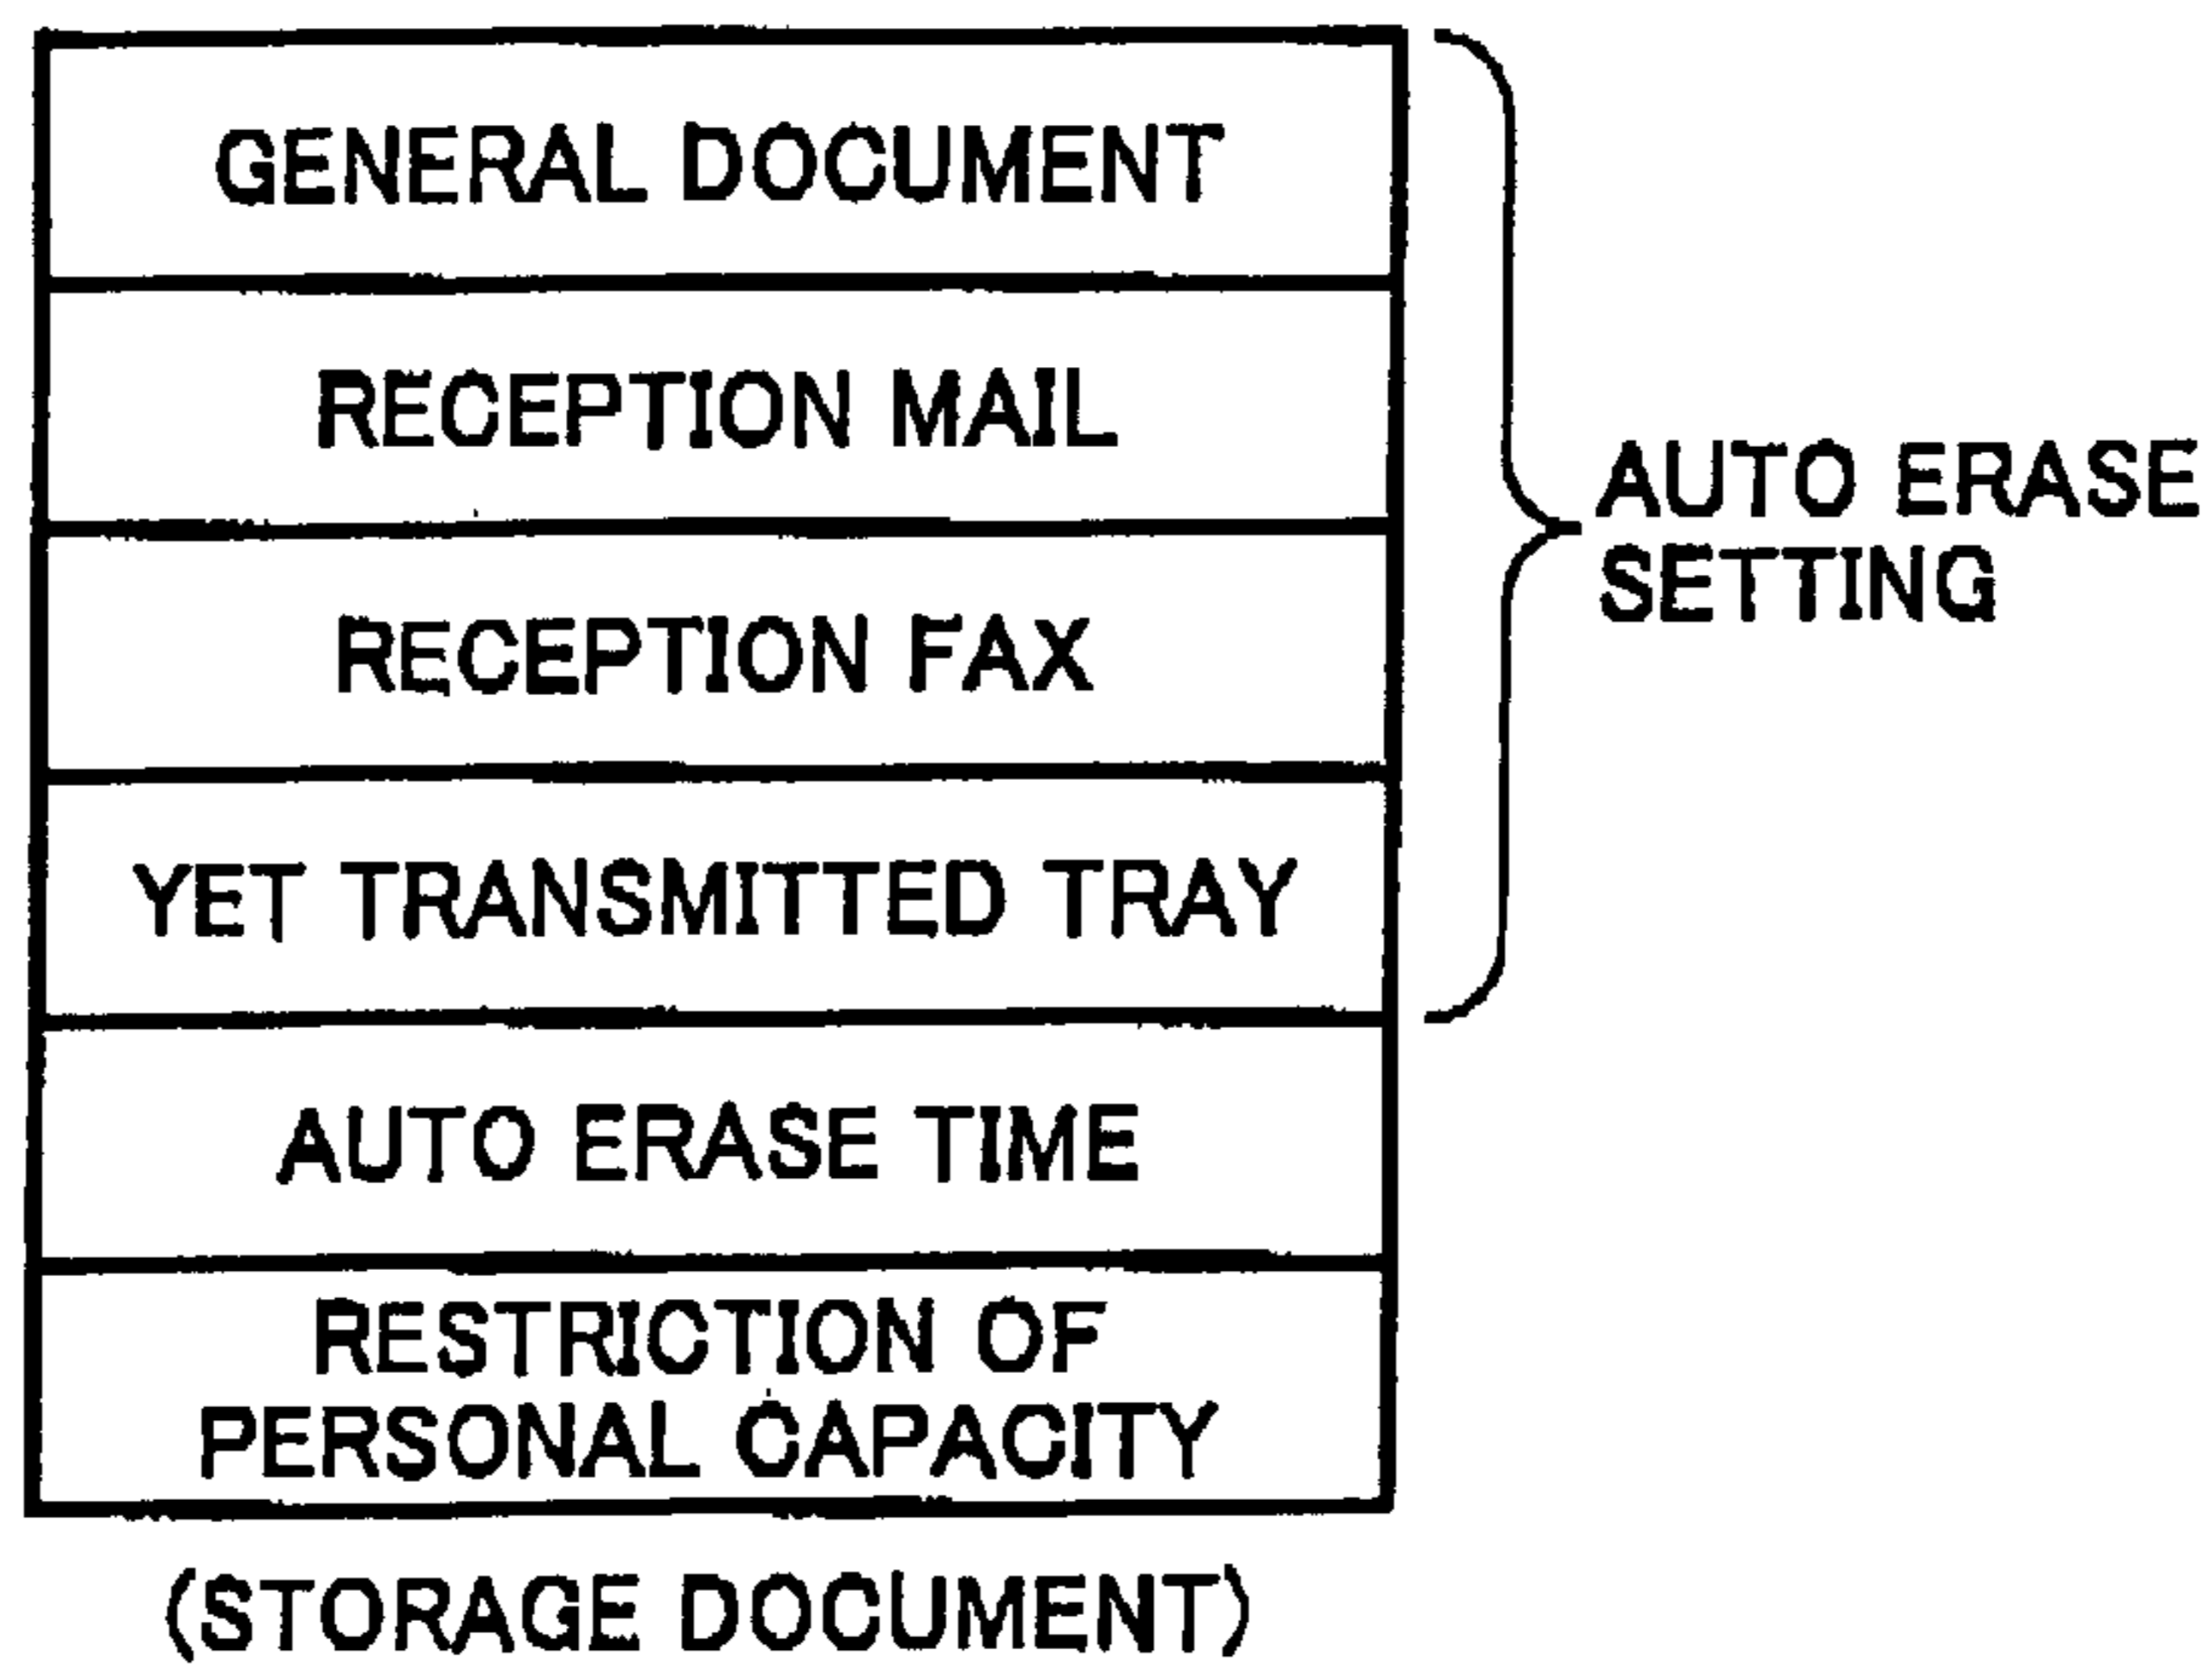 GENERAL DOCUMENT
RECEPTION MAIL
RECEPTION FAX
YET TRANSMITTED TRAY
AUTO ERASE TIME
RESTRICTION OF
PERSONAL CAPACITY
AUTO ERASE
SETTING
(STORAGE DOCUMENT)